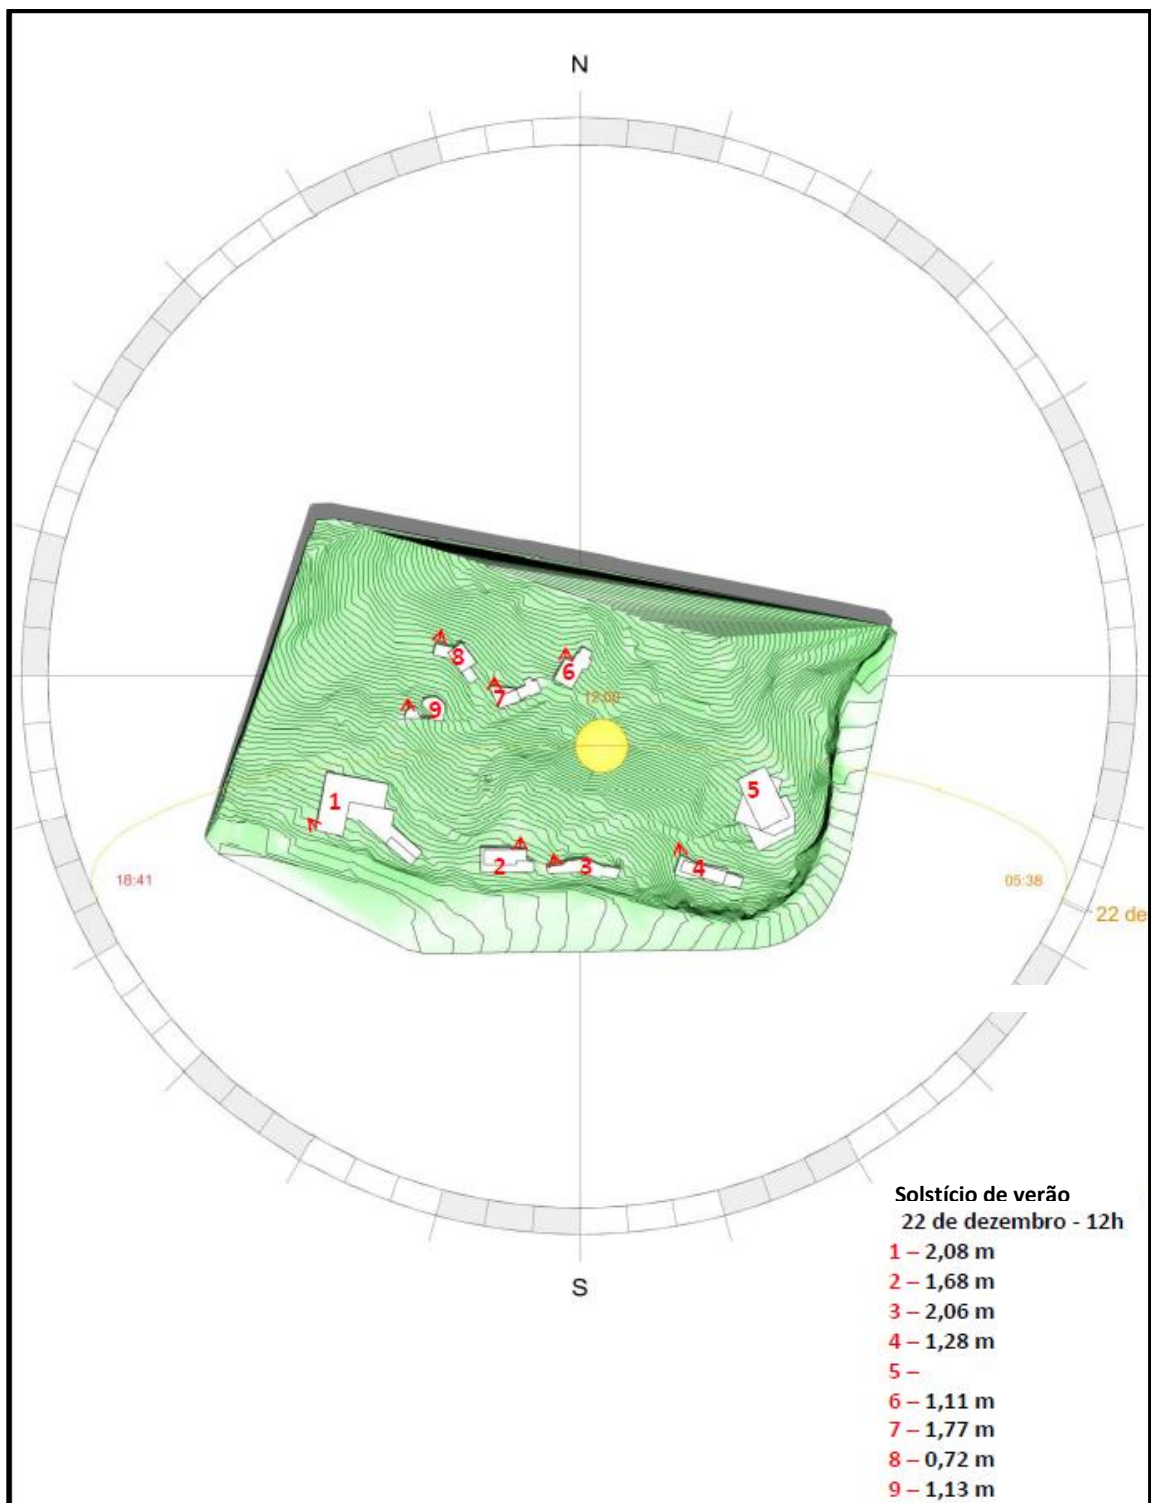 N
8
6
7
12:00
9
5
1
2
3
4
18:41
05:38
22 de
S
Solstício de verão
22 de dezembro - 12h
1 – 2,08 m
2 – 1,68 m
3 – 2,06 m
4 – 1,28 m
5 –
6 – 1,11 m
7 – 1,77 m
8 – 0,72 m
9 – 1,13 m